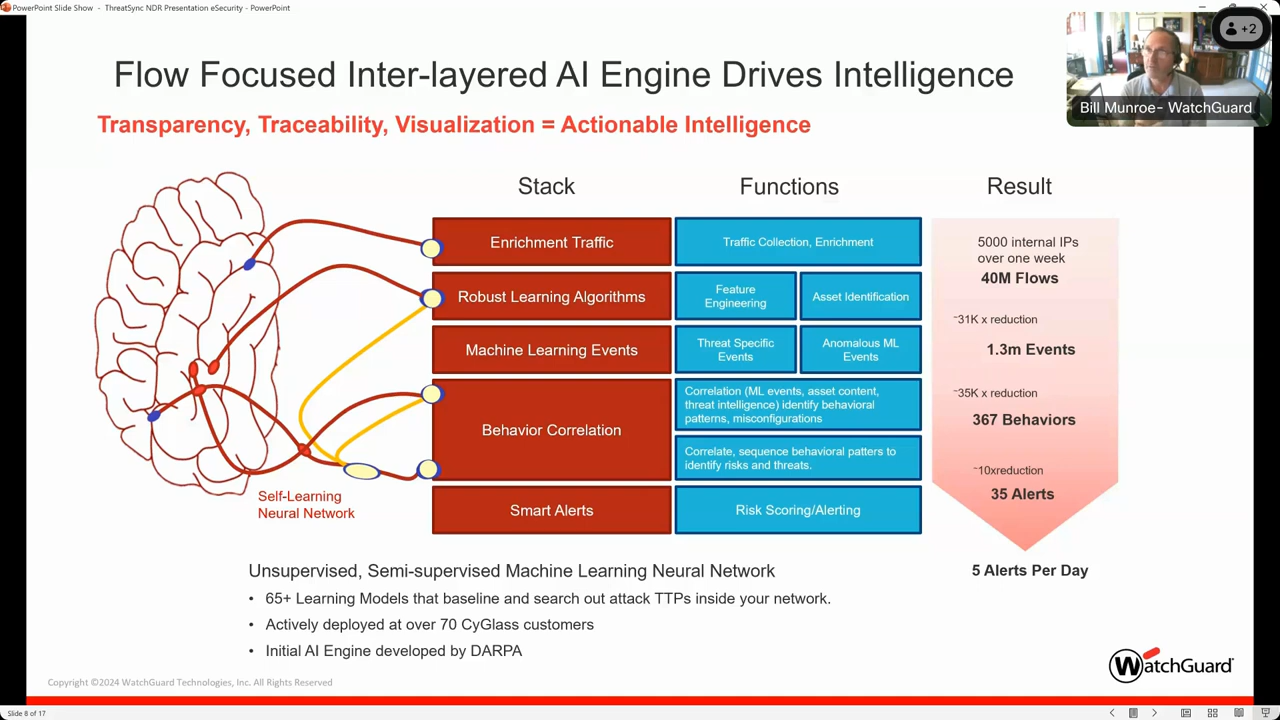 PowerPoint Slide Show - ThreatSync NDR Presentation eSecurity - PowerPoint
+2
Bill Munroe- WatchGuard
Flow Focused Inter-layered AI Engine Drives Intelligence
Transparency, Traceability, Visualization = Actionable Intelligence
Stack
Functions
Result
Enrichment Traffic
Traffic Collection, Enrichment
5000 internal IPs
over one week
40M Flows
Robust Learning Algorithms
Feature
Engineering
Asset Identification
~31K x reduction
Machine Learning Events
Threat Specific
Events
Anomalous ML
Events
1.3m Events
Behavior Correlation
Correlation (ML events, asset content,
threat intelligence) identify behavioral
patterns, misconfigurations
~35K x reduction
367 Behaviors
Correlate, sequence behavioral patters to
identify risks and threats.
~10xreduction
35 Alerts
Self-Learning
Neural Network
Smart Alerts
Risk Scoring/Alerting
5 Alerts Per Day
Unsupervised, Semi-supervised Machine Learning Neural Network
• 65+ Learning Models that baseline and search out attack TTPs inside your network.
• Actively deployed at over 70 CyGlass customers
• Initial AI Engine developed by DARPA
WatchGuard
Copyright ©2024 WatchGuard Technologies, Inc. All Rights Reserved
Slide 8 of 17